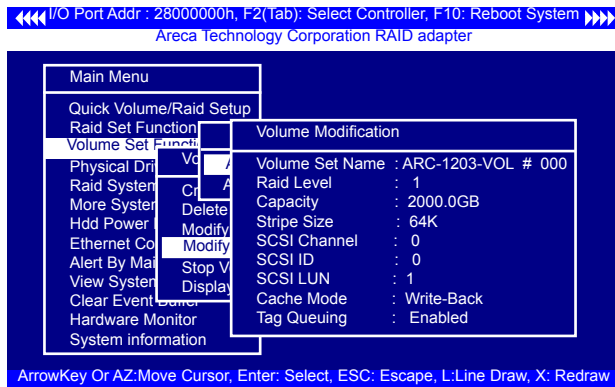 I/O Port Addr : 28000000h, F2(Tab): Select Controller, F10: Reboot System
Areca Technology Corporation RAID adapter
Main Menu
Quick Volume/Raid Setup
Raid Set Function
Volume Set Functi
Physical Dri
Raid System
More System
Hdd Power
Ethernet Co
Alert By Mai
View System
Clear Event Buffer
Hardware Monitor
System information
Vo
Cr
Delete
Modify
Modify
Stop V
Display
A
A
Volume Modification
Volume Set Name : ARC-1203-VOL # 000
Raid Level : 1
Capacity : 2000.0GB
Stripe Size : 64K
SCSI Channel : 0
SCSI ID : 0
SCSI LUN : 1
Cache Mode : Write-Back
Tag Queuing : Enabled
ArrowKey Or AZ:Move Cursor, Enter: Select, ESC: Escape, L:Line Draw, X: Redraw